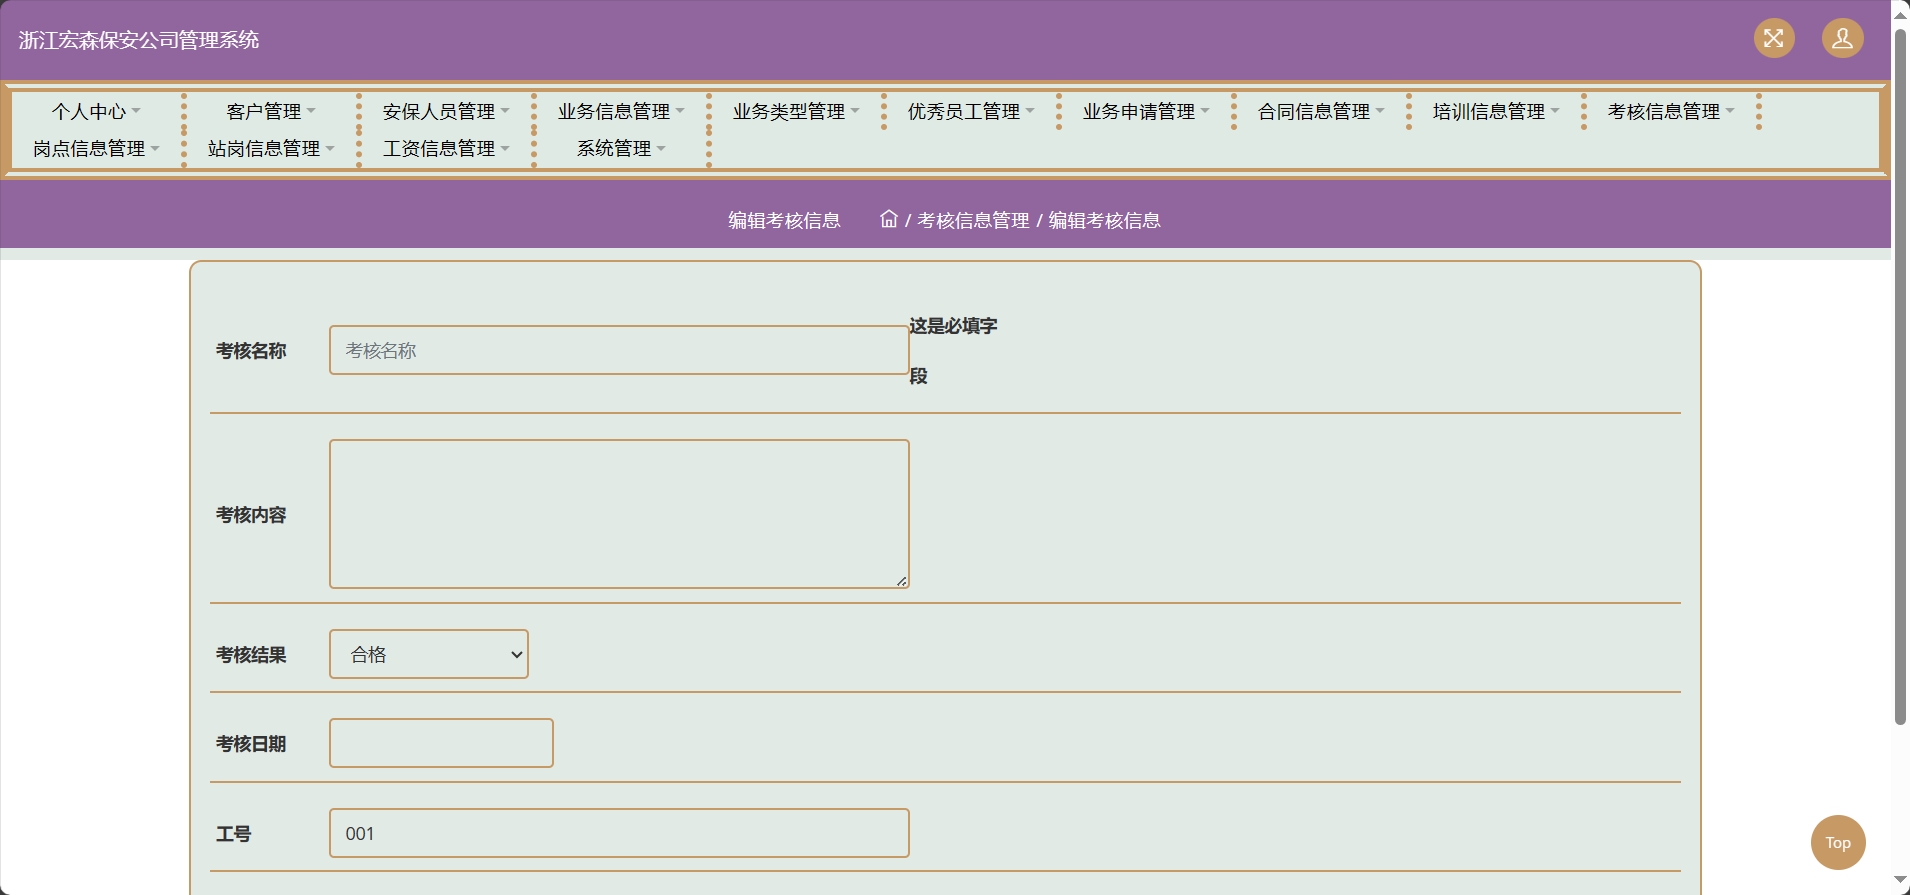 浙江宏森保安公司管理系统
个人中心 客户管理 安保人员管理 业务信息管理 业务类型管理 优秀员工管理 业务申请管理 合同信息管理 培训信息管理 考核信息管理
岗点信息管理 站岗信息管理 工资信息管理 系统管理
编辑考核信息 / 考核信息管理 / 编辑考核信息
这是必填字
考核名称 考核名称
段
考核内容
考核结果 合格
考核日期
工号 001
Top